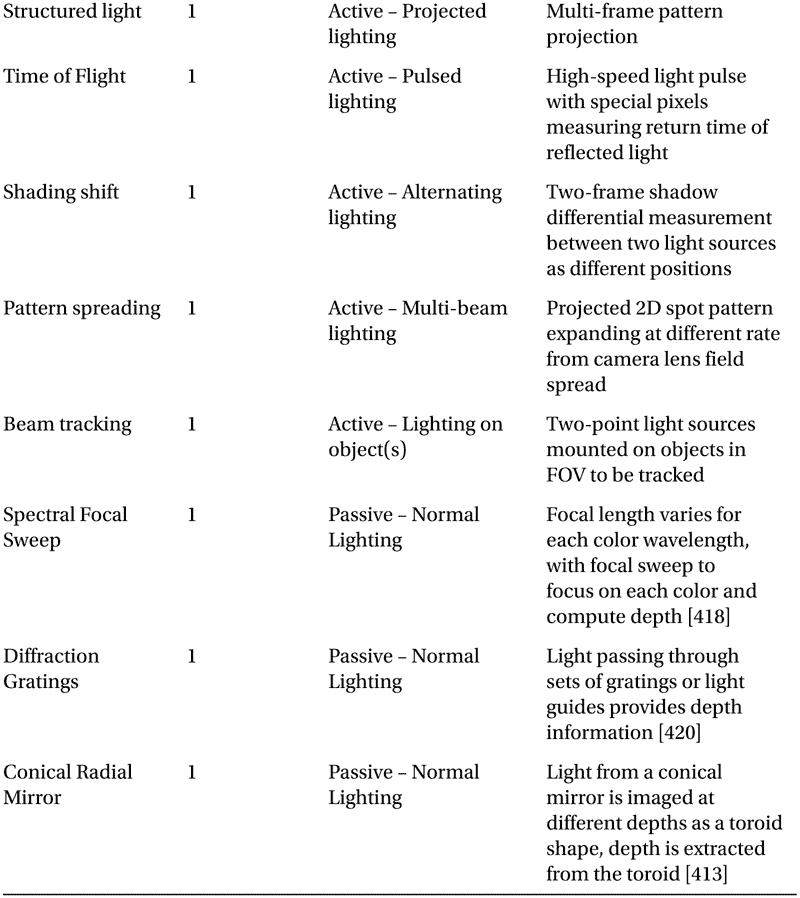 Structured light 1 Active – Projected lighting Multi-frame pattern projection
Time of Flight 1 Active – Pulsed lighting High-speed light pulse with special pixels measuring return time of reflected light
Shading shift 1 Active – Alternating lighting Two-frame shadow differential measurement between two light sources as different positions
Pattern spreading 1 Active – Multi-beam lighting Projected 2D spot pattern expanding at different rate from camera lens field spread
Beam tracking 1 Active – Lighting on object(s) Two-point light sources mounted on objects in FOV to be tracked
Spectral Focal Sweep 1 Passive – Normal Lighting Focal length varies for each color wavelength, with focal sweep to focus on each color and compute depth [418]
Diffraction Gratings 1 Passive – Normal Lighting Light passing through sets of gratings or light guides provides depth information [420]
Conical Radial Mirror 1 Passive – Normal Lighting Light from a conical mirror is imaged at different depths as a toroid shape, depth is extracted from the toroid [413]